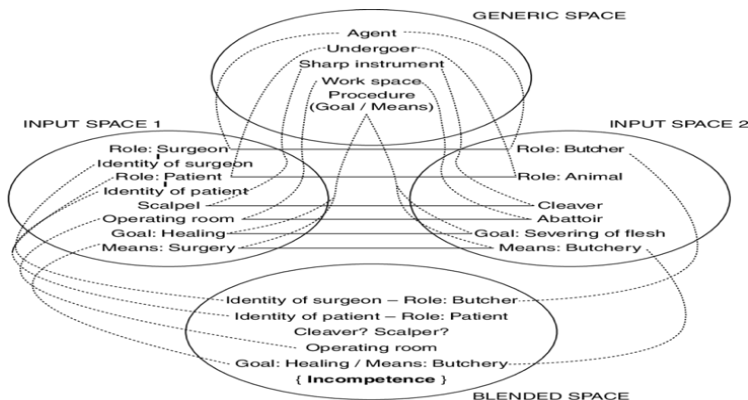 GENERIC SPACE
Agent
Undergoer
Sharp instrument
Work space
Procedure
(Goal / Means)
INPUT SPACE 1
Role: Surgeon
Identity of surgeon
Role: Patient
Identity of patient
Scalpel
Operating room
Goal: Healing
Means: Surgery
INPUT SPACE 2
Role: Butcher
Role: Animal
Cleaver
Abattoir
Goal: Severing of flesh
Means: Butchery
Identity of surgeon – Role: Butcher
Identity of patient – Role: Patient
Cleaver? Scalper?
Operating room
Goal: Healing / Means: Butchery
{ Incompetence }
BLENDED SPACE